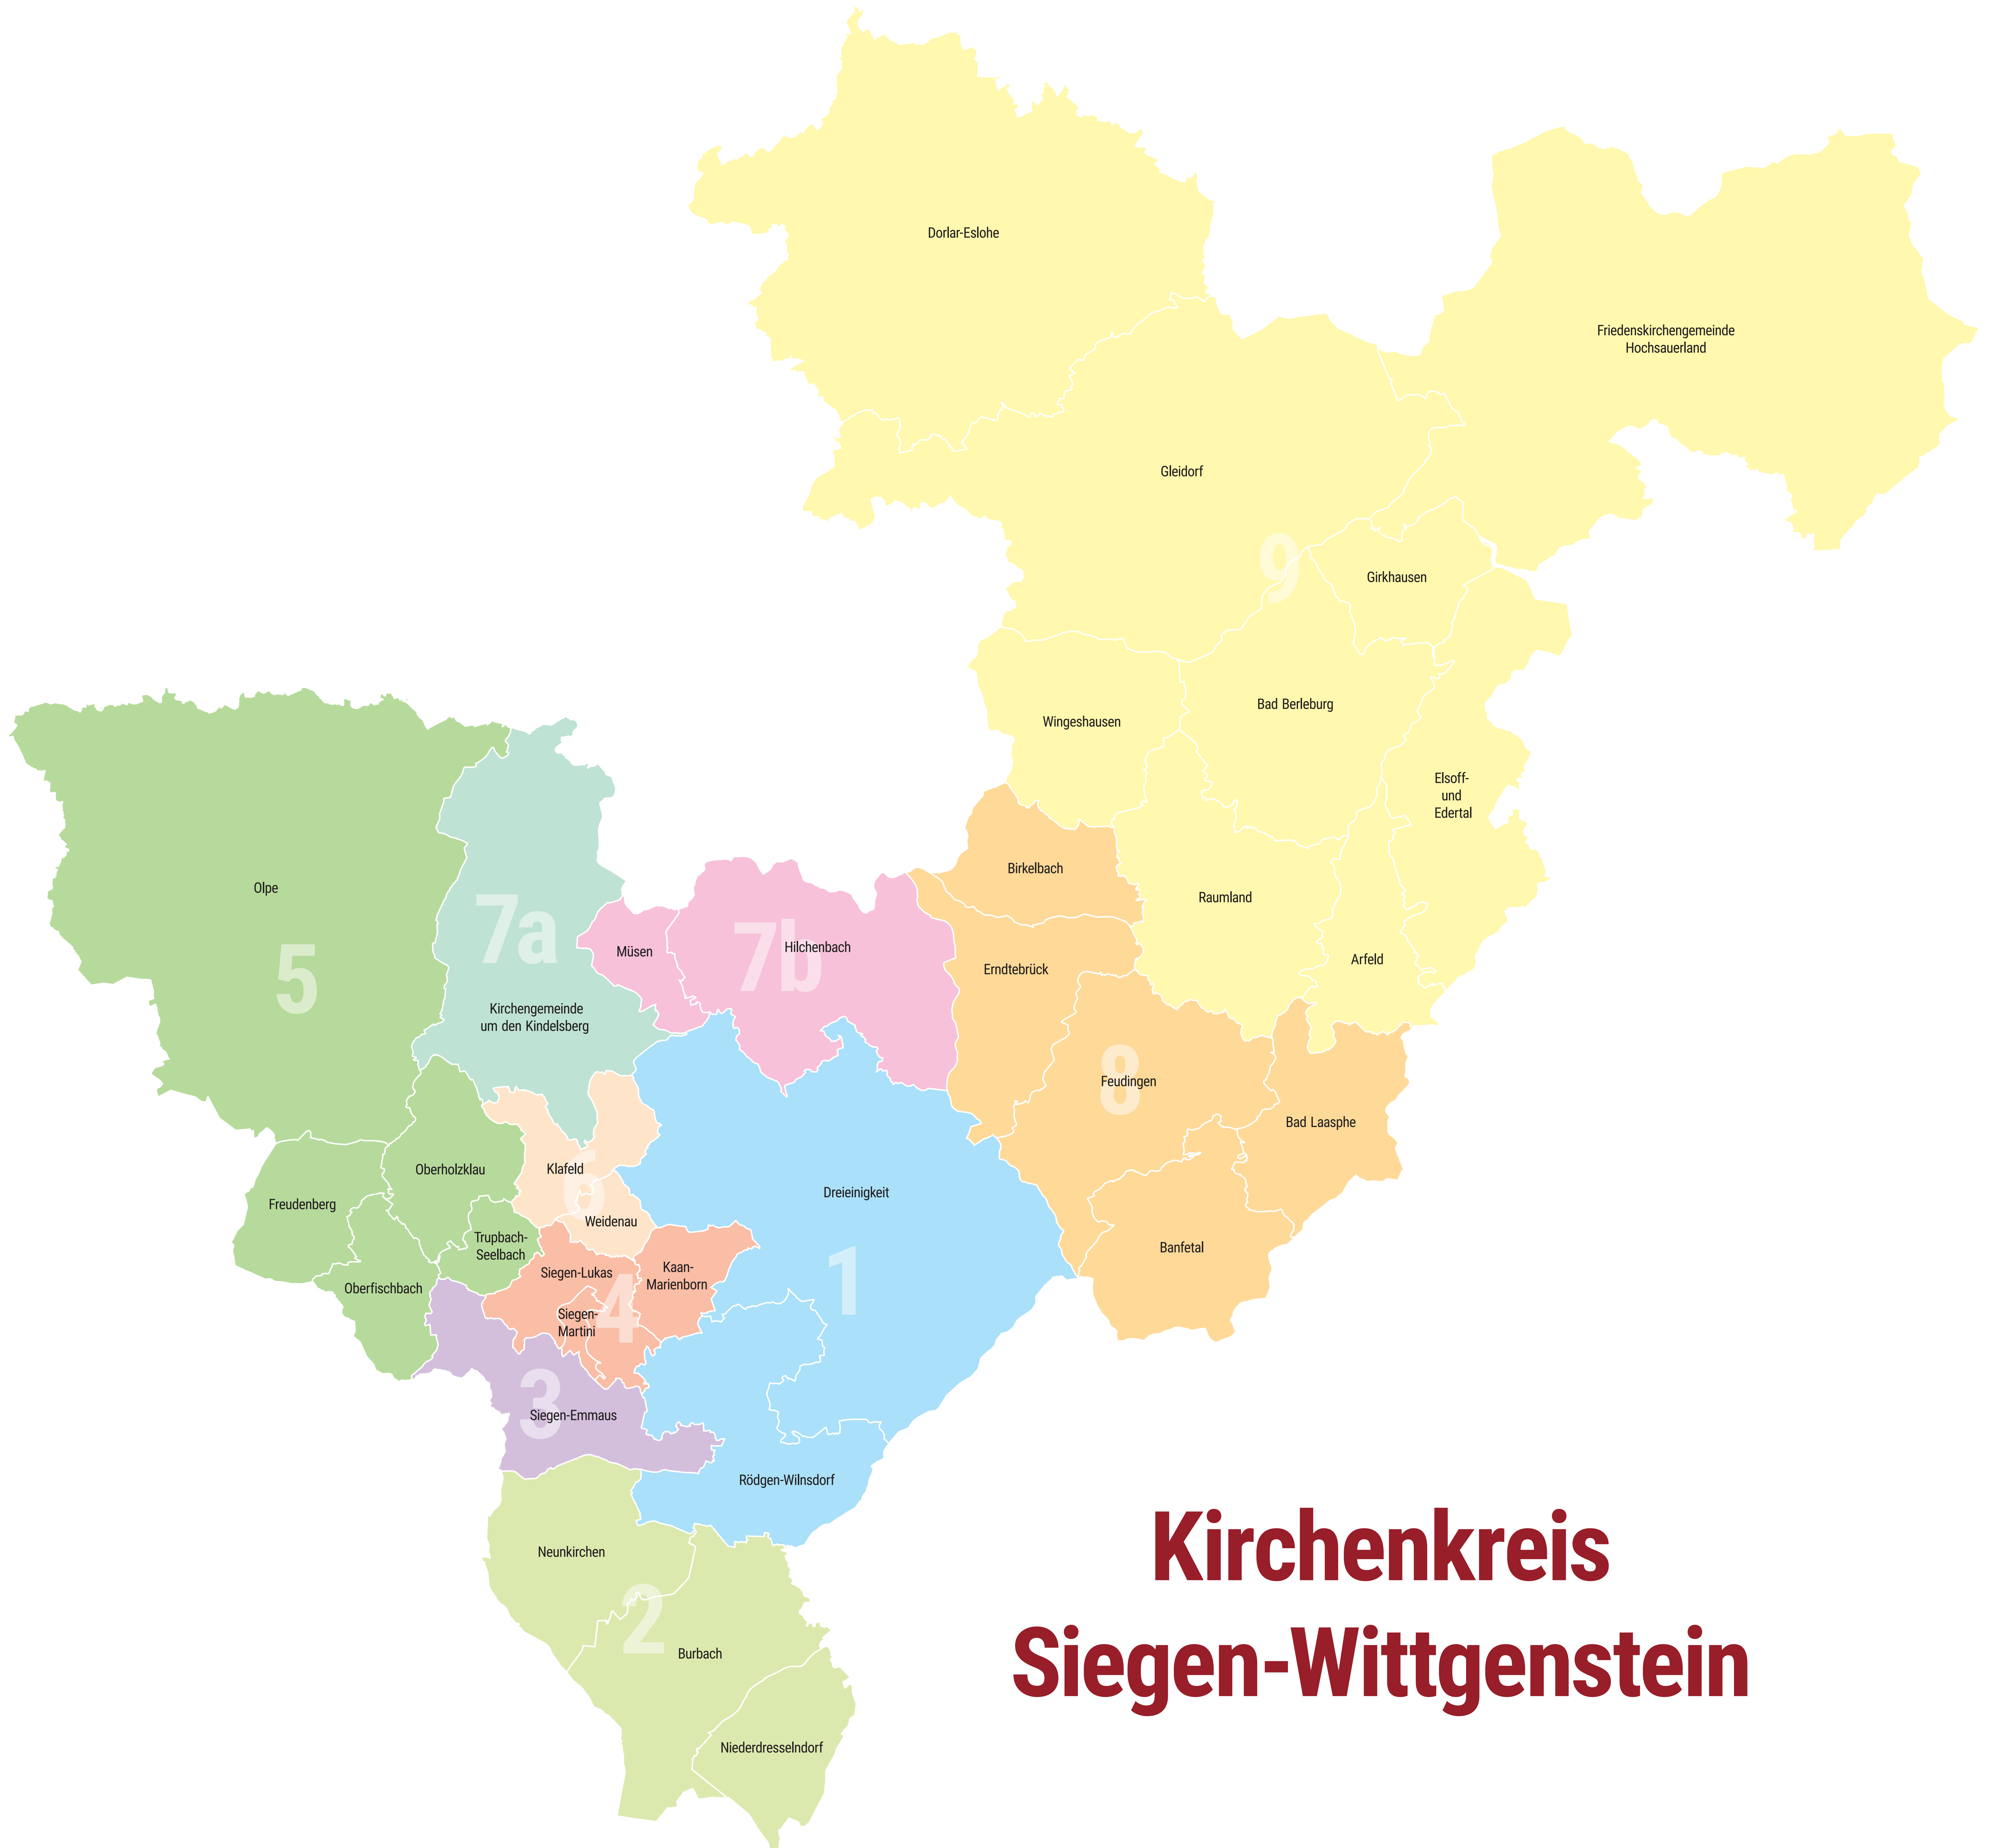 Dorlar-Eslohe
Friedenskirchengemeinde
Hochsauerland
Gleidorf
9
Girkhausen
Wingeshausen
Bad Berleburg
Elsoff-
und
Edertal
Birkelbach
Raumland
Arfeld
Olpe
5
7a
Kirchengemeinde
um den Kindelsberg
Müsen
7b
Hilchenbach
Erndtebrück
8
Feudingen
Bad Laasphe
Banfetal
Oberholzklau
Freudenberg
Trupbach-
Seelbach
Oberfischbach
Klafeld
6
Weidenau
Dreieinigkeit
1
Siegen-Lukas
Kaan-
Marienborn
4
Siegen-
Martini
3
Siegen-Emmaus
Rödgen-Wilnsdorf
Neunkirchen
2
Burbach
Niederdresselndorf
Kirchenkreis
Siegen-Wittgenstein